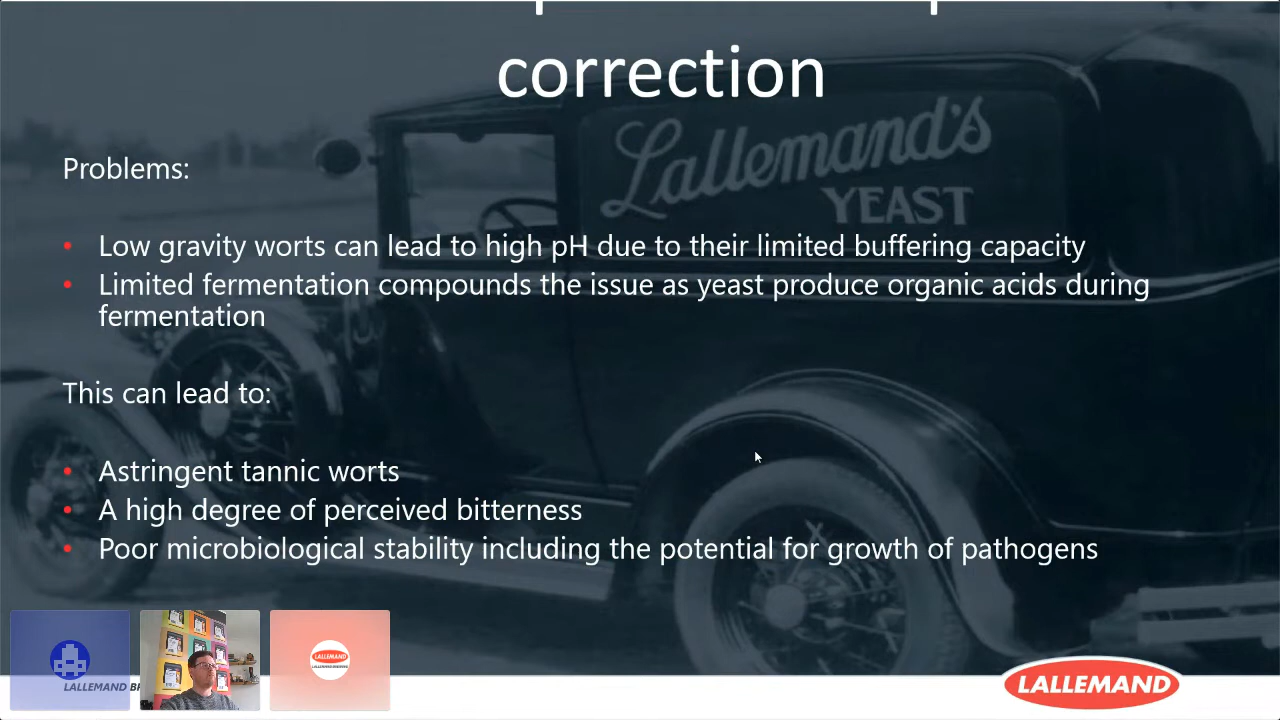 correction
Lallemand's
YEAST
Problems:
• Low gravity worts can lead to high pH due to their limited buffering capacity
• Limited fermentation compounds the issue as yeast produce organic acids during
fermentation
This can lead to:
• Astringent tannic worts
• A high degree of perceived bitterness
• Poor microbiological stability including the potential for growth of pathogens
LALLEMAND
LALLEMAND
LALLEMAND